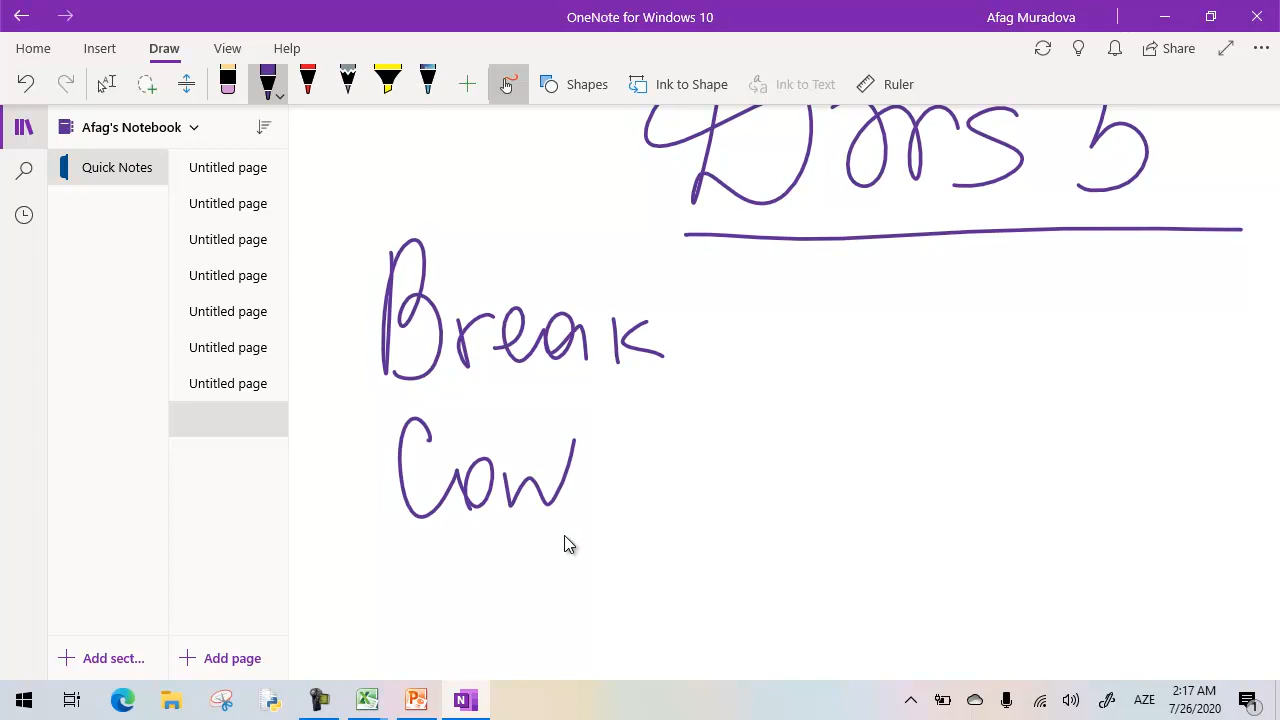 OneNote for Windows 10
Afag Muradova
Home Insert Draw View Help
Share
Shapes Ink to Shape Ink to Text Ruler
Afag's Notebook
Quick Notes
Untitled page
Untitled page
Untitled page
Untitled page
Untitled page
Untitled page
Untitled page
Dərs 5
Break
Cow
Add sect...
Add page
AZE
2:17 AM
7/26/2020
1